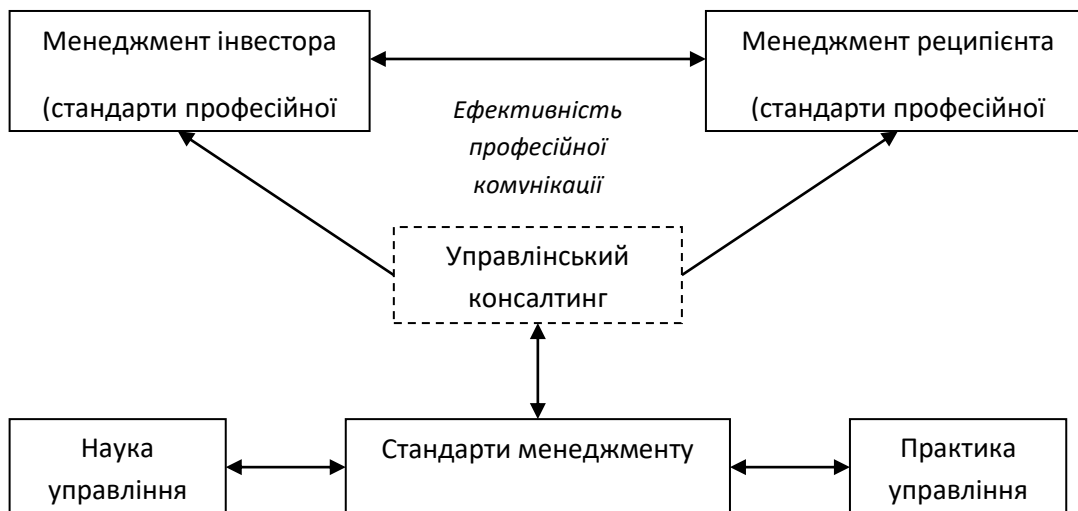 Менеджмент інвестора
(стандарти професійної
Менеджмент реципієнта
(стандарти професійної
Ефективність
професійної
комунікації
Управлінський
консалтинг
Наука
управління
Стандарти менеджменту
Практика
управління